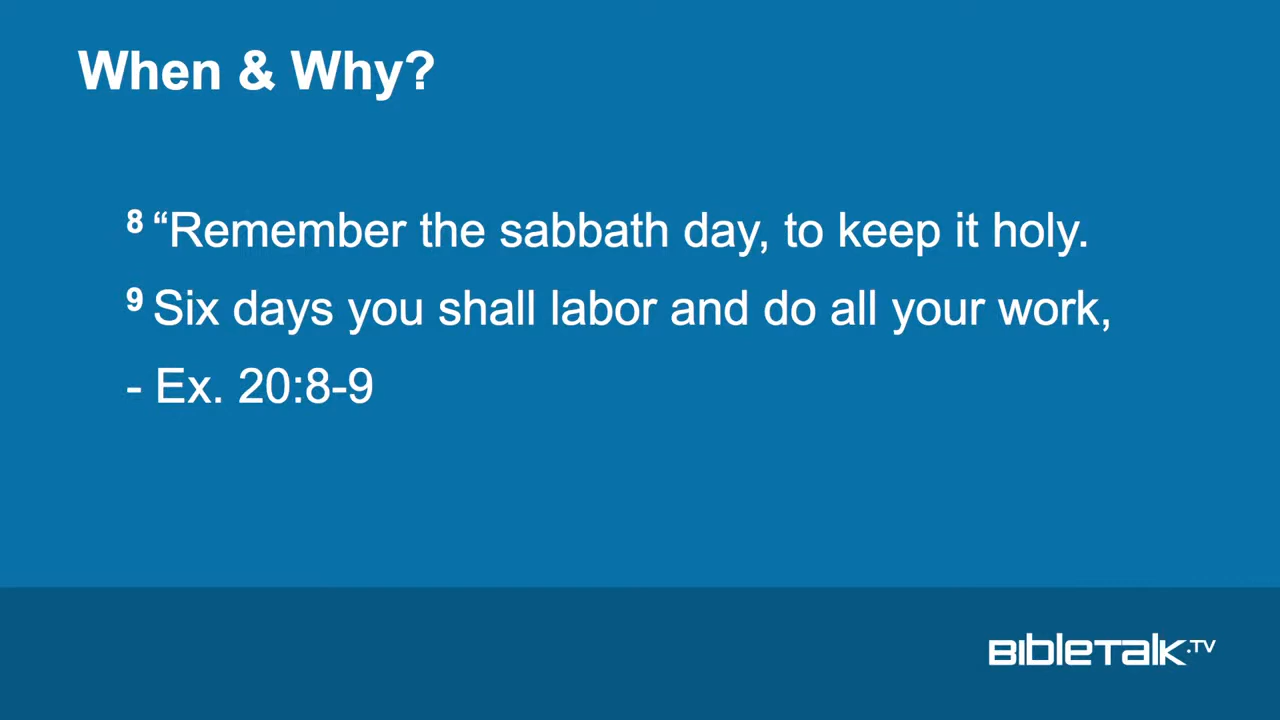 When & Why?
8 “Remember the sabbath day, to keep it holy.
9 Six days you shall labor and do all your work,
- Ex. 20:8-9
BIBLETALK.TV